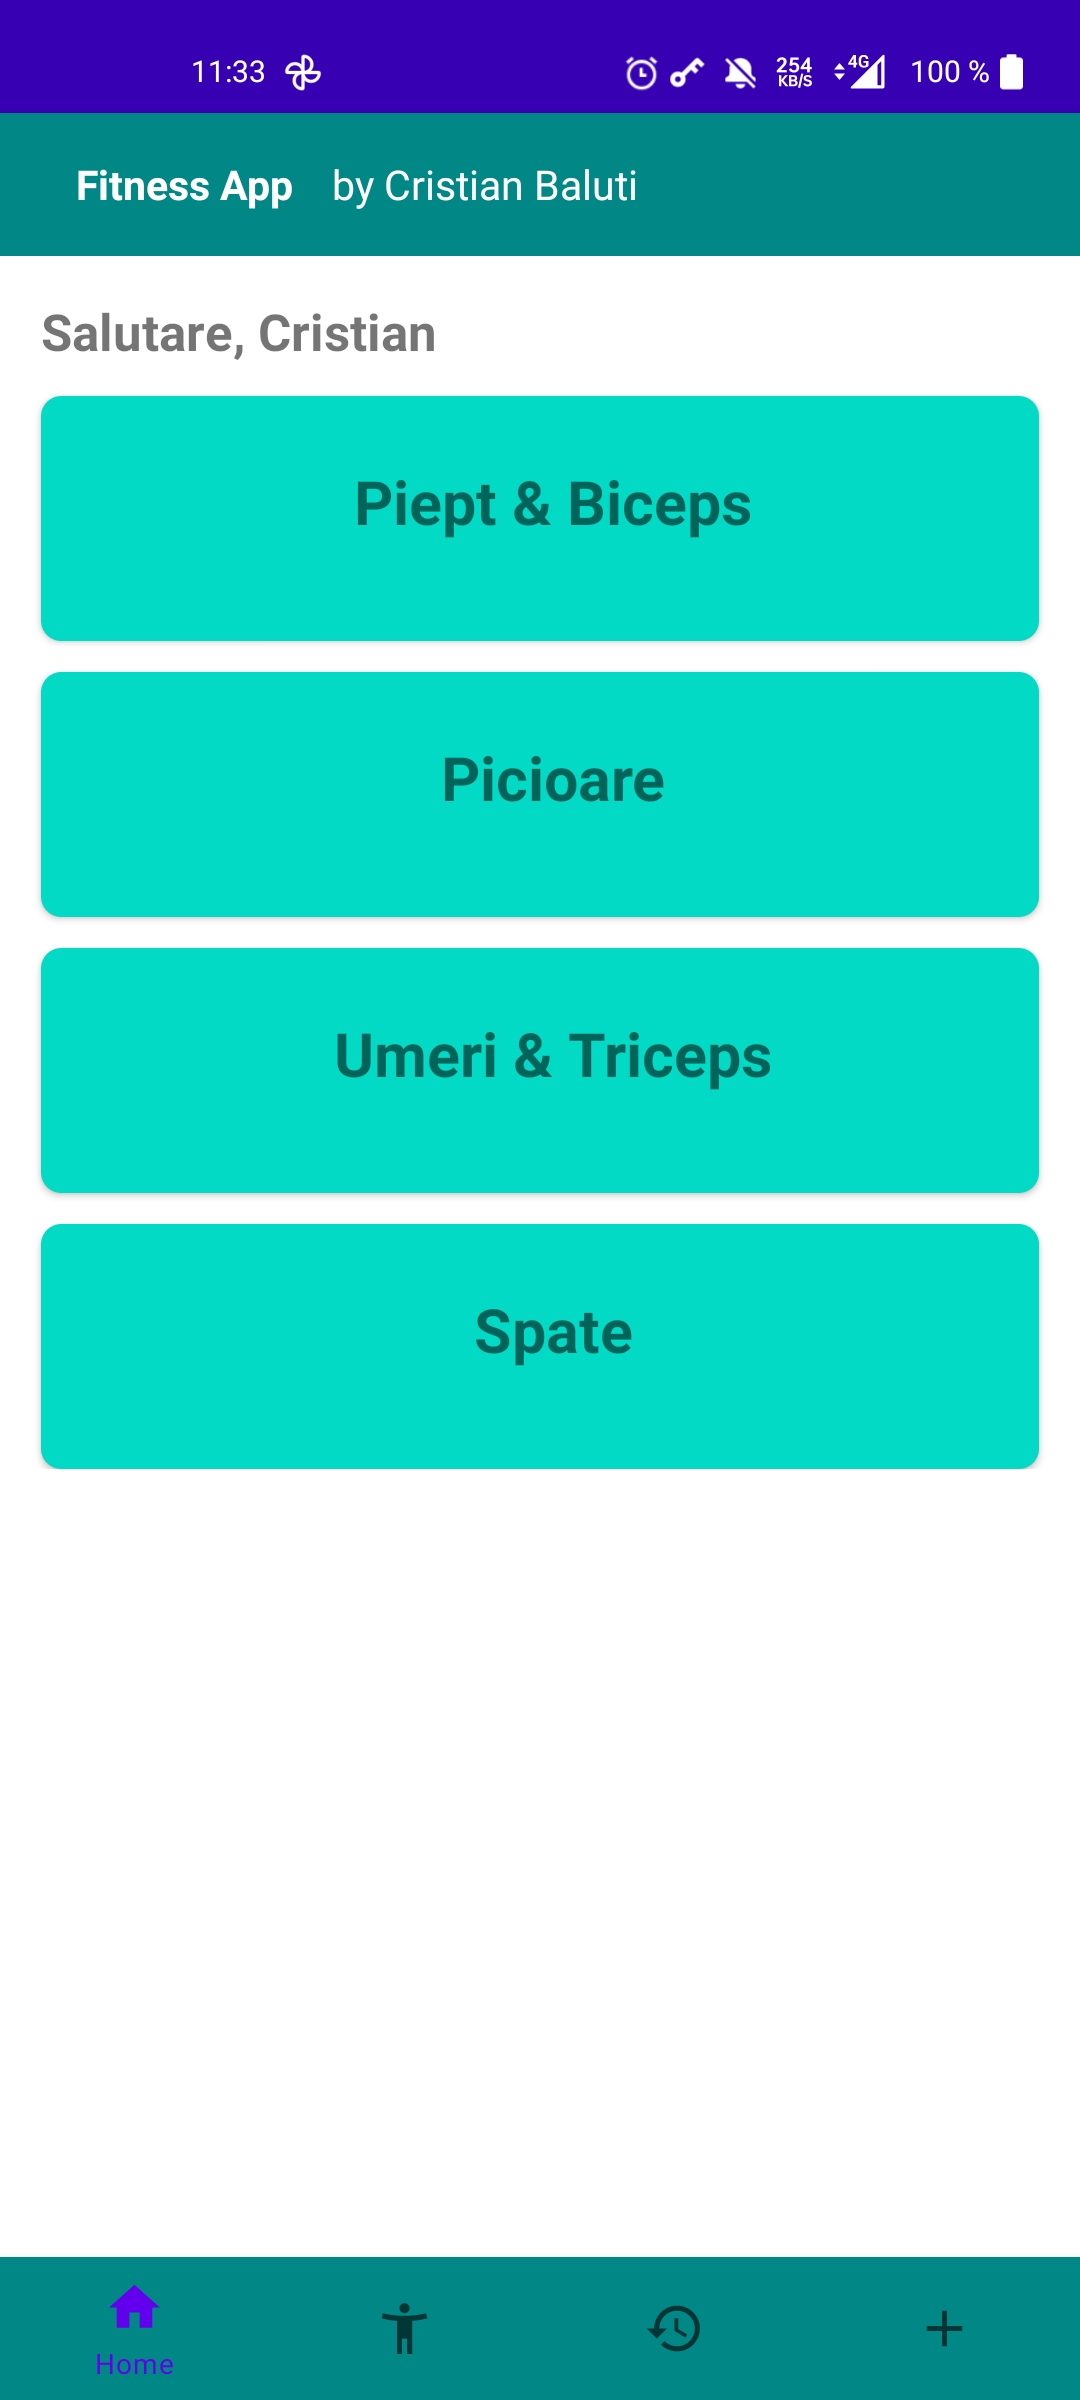 11:33 254 KB/S 4G 100 %
Fitness App by Cristian Baluti
Salutare, Cristian
Piept & Biceps
Picioare
Umeri & Triceps
Spate
Home